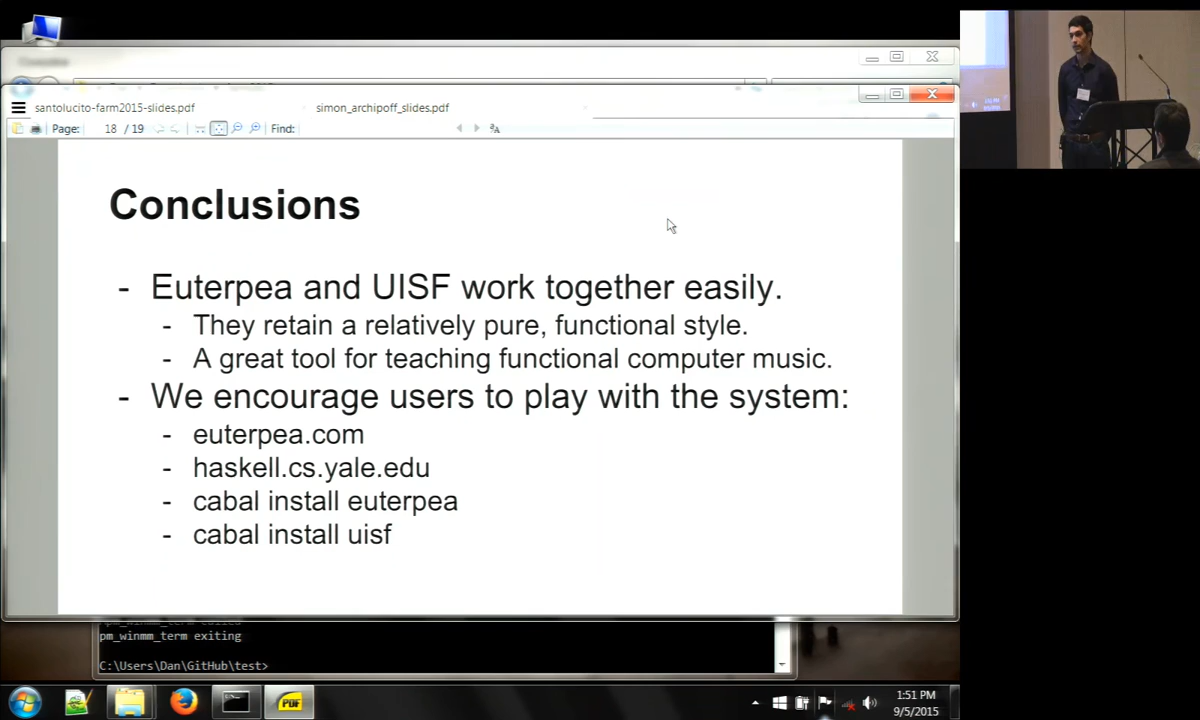 santolucito-farm2015-slides.pdf
simon_archipoff_slides.pdf
Page: 18 / 19 Find:
Conclusions
- Euterpea and UISF work together easily.
- They retain a relatively pure, functional style.
- A great tool for teaching functional computer music.
- We encourage users to play with the system:
- euterpea.com
- haskell.cs.yale.edu
- cabal install euterpea
- cabal install uisf
pm_winmm_term exiting
C:\Users\Dan\GitHub\test>
PDF
1:51 PM
9/5/2015